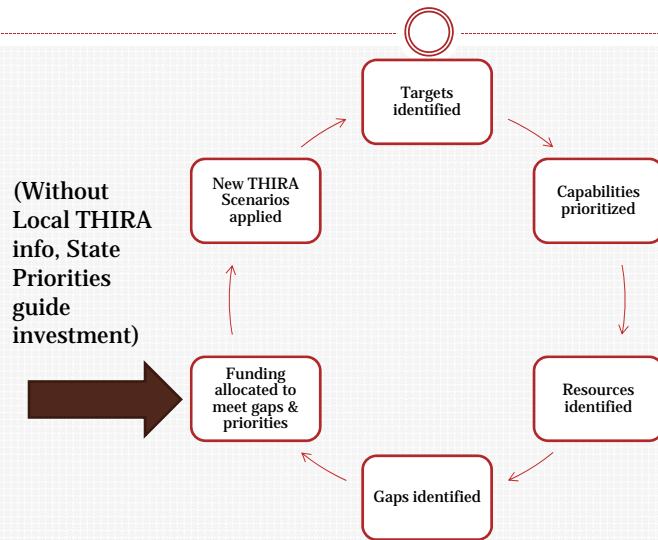 Targets
identified
Capabilities
prioritized
Resources
identified
Gaps identified
Funding
allocated to
meet gaps &
priorities
New THIRA
Scenarios
applied
(Without
Local THIRA
info, State
Priorities
guide
investment)